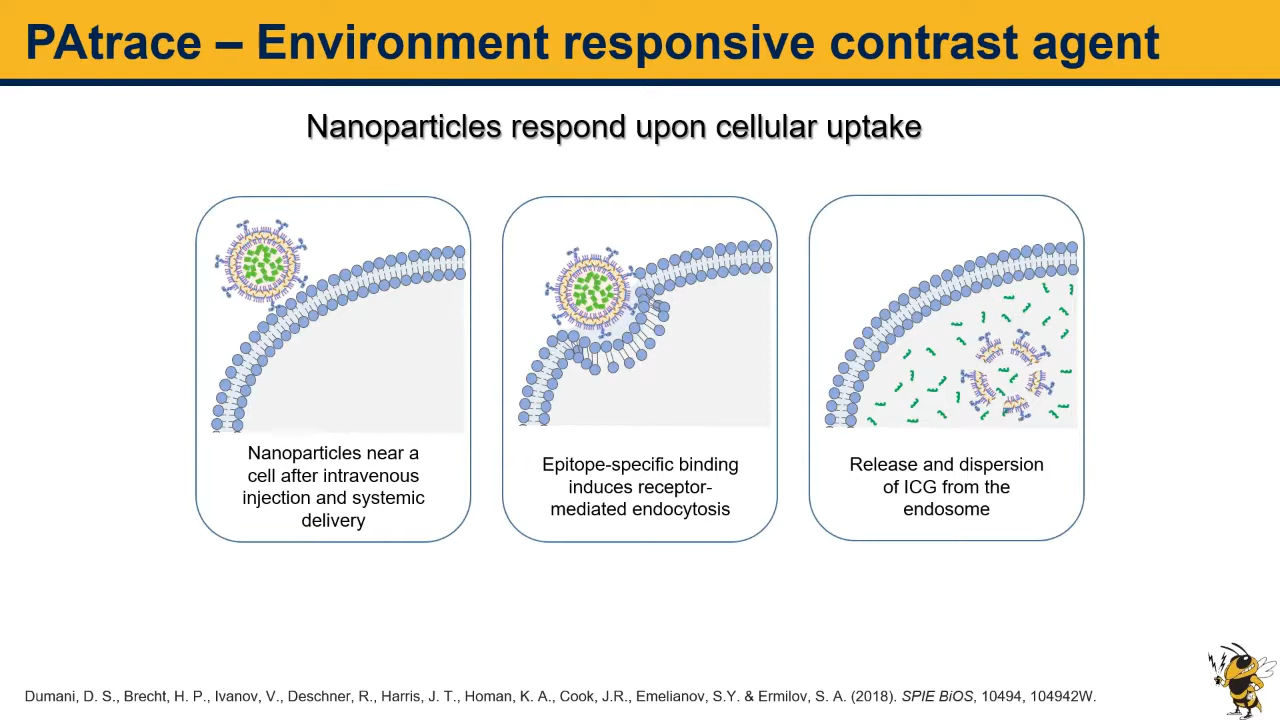 PAtrace – Environment responsive contrast agent
Nanoparticles respond upon cellular uptake
Nanoparticles near a
cell after intravenous
injection and systemic
delivery
Epitope-specific binding
induces receptor-
mediated endocytosis
Release and dispersion
of ICG from the
endosome
Dumani, D. S., Brecht, H. P., Ivanov, V., Deschner, R., Harris, J. T., Homan, K. A., Cook, J.R., Emelianov, S.Y. & Ermilov, S. A. (2018). SPIE BiOS, 10494, 104942W.